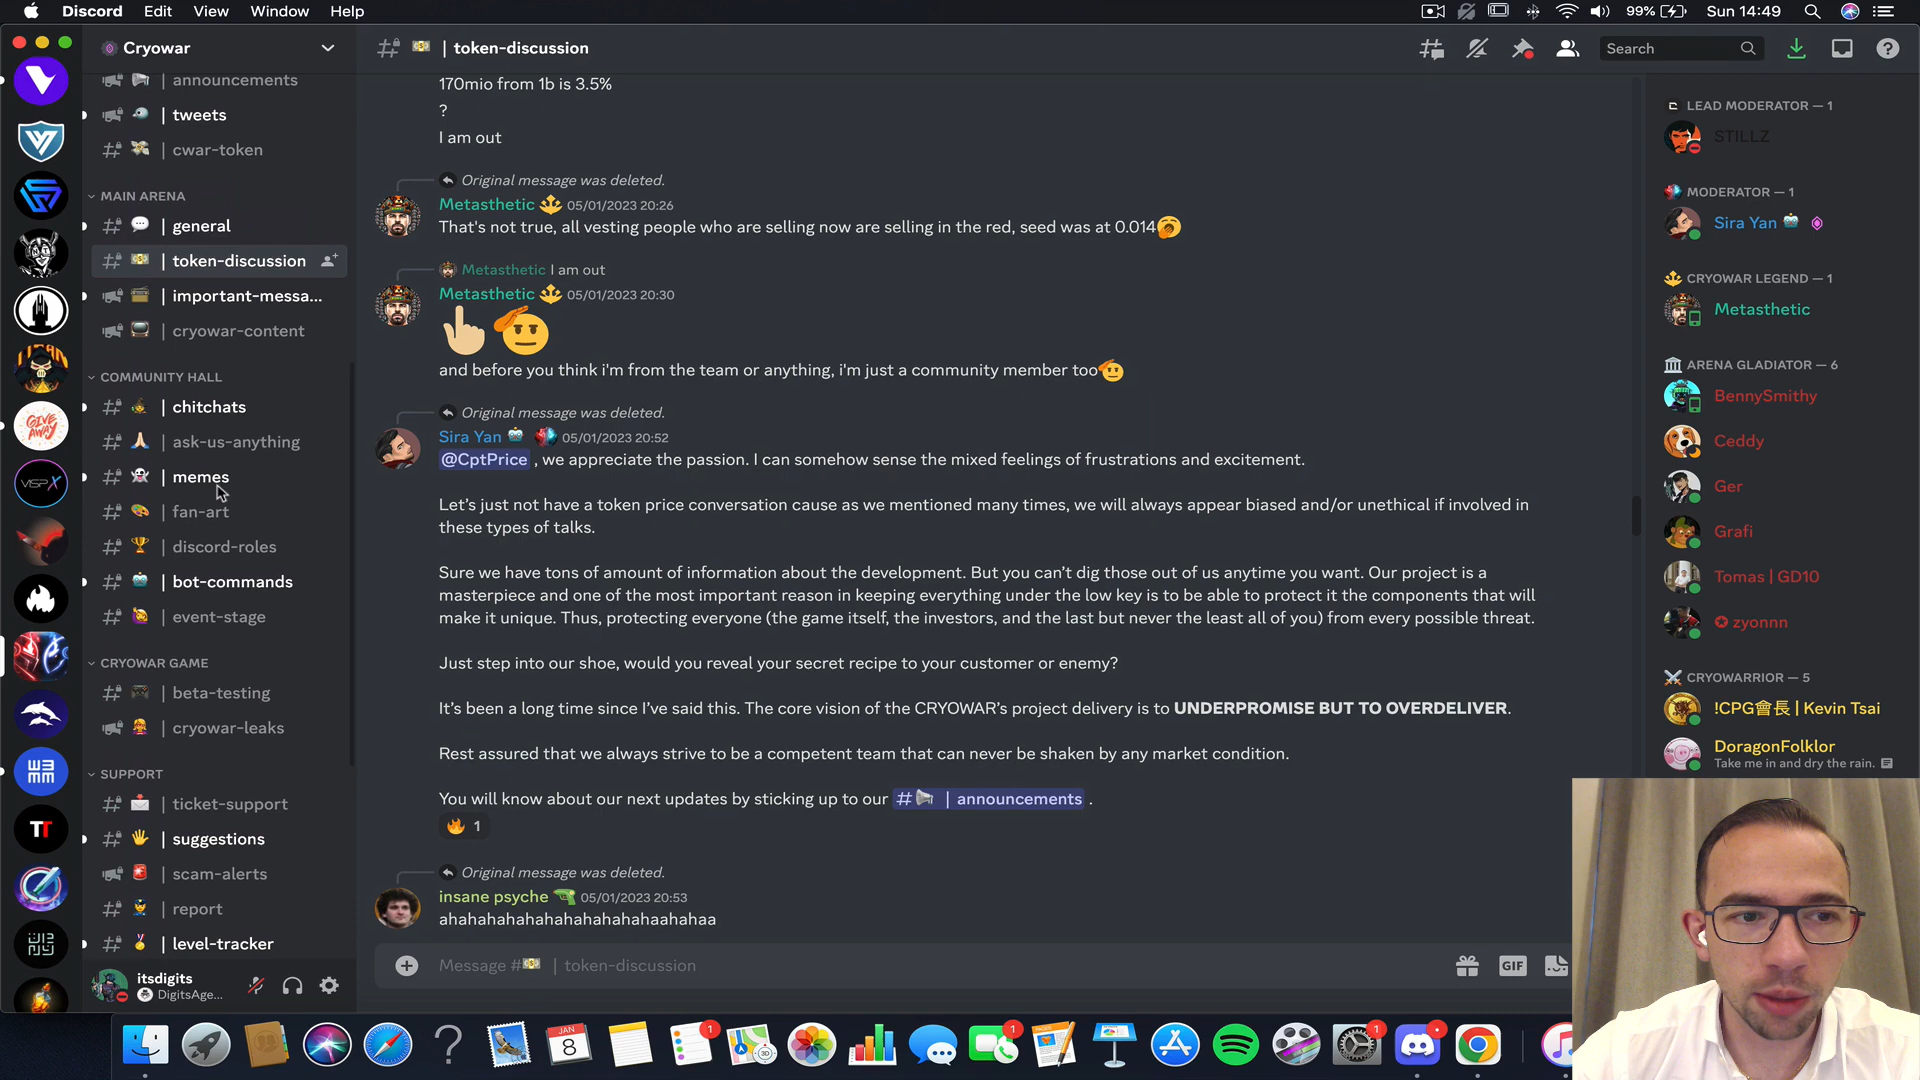 Discord Edit View Window Help
99% Sun 14:49
Cryowar
| token-discussion
Search
| announcements
| tweets
| cwar-token
MAIN ARENA
| general
| token-discussion
| important-messa...
| cryowar-content
COMMUNITY HALL
| chitchats
| ask-us-anything
| memes
| fan-art
| discord-roles
| bot-commands
| event-stage
CRYOWAR GAME
| beta-testing
| cryowar-leaks
SUPPORT
| ticket-support
| suggestions
| scam-alerts
| report
| level-tracker
itsdigits
DigitsAge...
GIVE AWAY
VISPX
TT
170mio from 1b is 3.5%
?
I am out
Original message was deleted.
Metasthetic 05/01/2023 20:26
That's not true, all vesting people who are selling now are selling in the red, seed was at 0.014
Metasthetic I am out
Metasthetic 05/01/2023 20:30
and before you think i'm from the team or anything, i'm just a community member too
Original message was deleted.
Sira Yan 05/01/2023 20:52
@CptPrice , we appreciate the passion. I can somehow sense the mixed feelings of frustrations and excitement.
Let's just not have a token price conversation cause as we mentioned many times, we will always appear biased and/or unethical if involved in
these types of talks.
Sure we have tons of amount of information about the development. But you can't dig those out of us anytime you want. Our project is a
masterpiece and one of the most important reason in keeping everything under the low key is to be able to protect it the components that will
make it unique. Thus, protecting everyone (the game itself, the investors, and the last but never the least all of you) from every possible threat.
Just step into our shoe, would you reveal your secret recipe to your customer or enemy?
It's been a long time since I've said this. The core vision of the CRYOWAR's project delivery is to UNDERPROMISE BUT TO OVERDELIVER.
Rest assured that we always strive to be a competent team that can never be shaken by any market condition.
You will know about our next updates by sticking up to our # | announcements .
1
Original message was deleted.
insane psyche 05/01/2023 20:53
ahahahahahahahahahahaahahaa
Message # | token-discussion
GIF
LEAD MODERATOR — 1
STILLZ
MODERATOR — 1
Sira Yan
CRYOWAR LEGEND — 1
Metasthetic
ARENA GLADIATOR — 6
BennySmithy
Ceddy
Ger
Grafi
Tomas | GD10
zyonnn
CRYOWARRIOR — 5
!CPG會長 | Kevin Tsai
DoragonFolklor
Take me in and dry the rain.
JAN
8
1
1
1